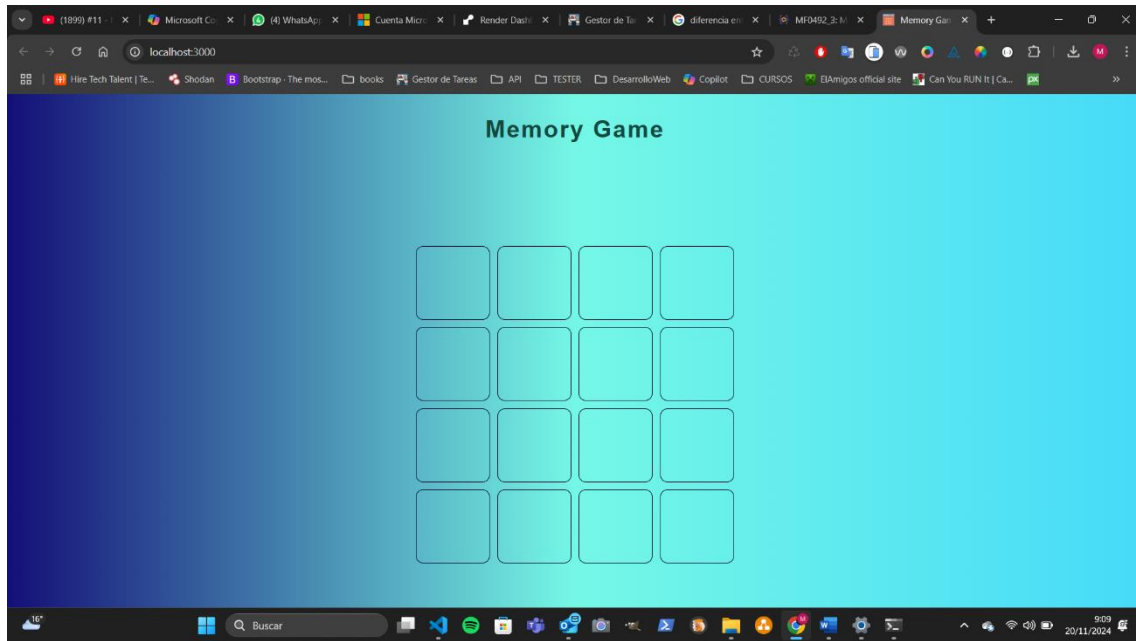 (1899) #11 - Microsoft Co (4) WhatsApp Cuenta Micro Render Dash Gestor de Ta diferencia en MF0492_3: M Memory Gam
localhost:3000
Hire Tech Talent | Te... Shodan B Bootstrap · The mos... books Gestor de Tareas API TESTER DesarrolloWeb Copilot CURSOS ElAmigos official site Can You RUN It | Ca... px
Memory Game
16°
Buscar
9:09
20/11/2024